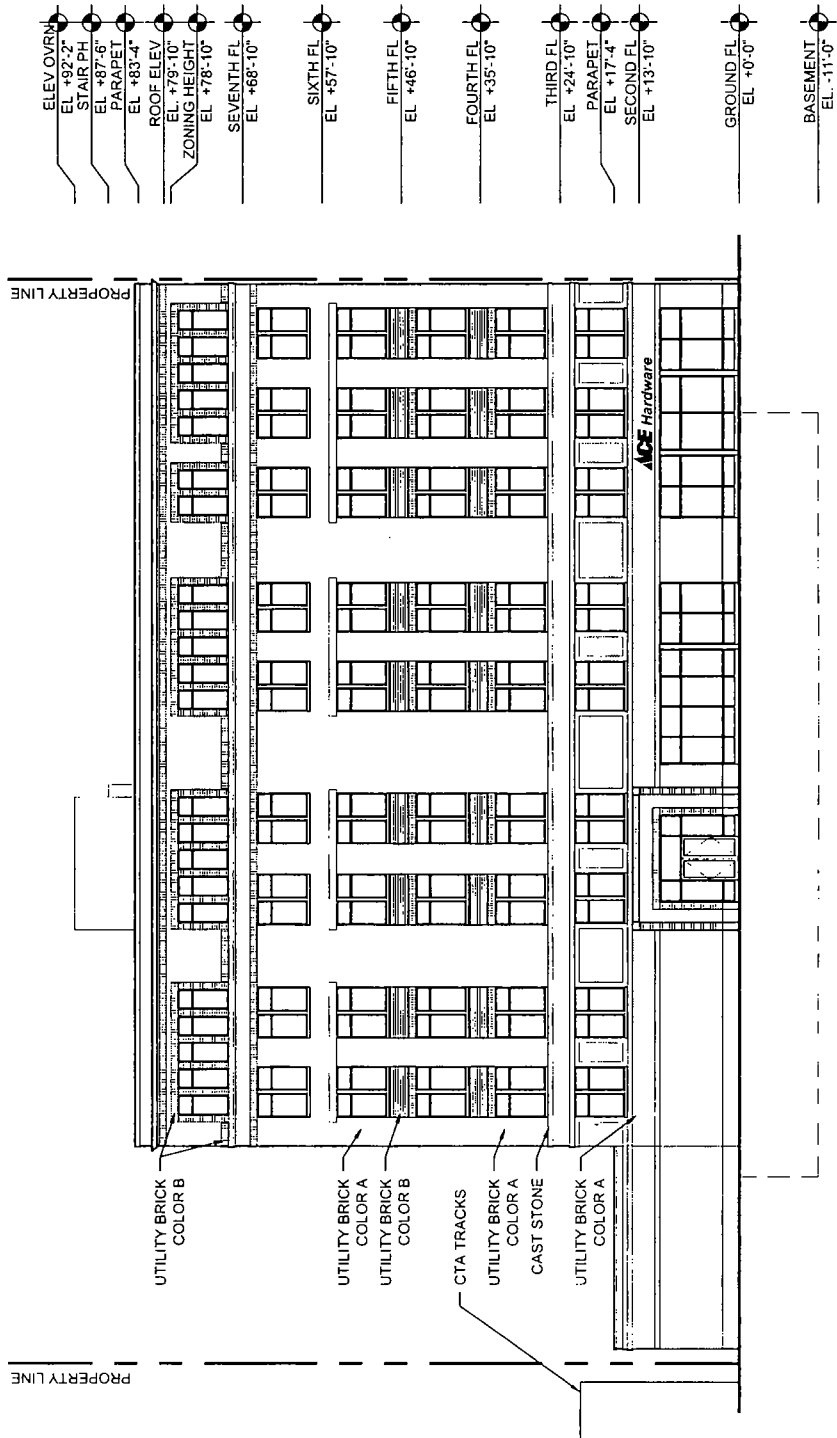 ELEV OVRN
EL +92'-2"
STAIR PH
EL +87'-6"
PARAPET
EL +83'-4"
ROOF ELEV
EL. +79'-10"
ZONING HEIGHT
EL +78'-10"
SEVENTH FL
EL +68'-10"
SIXTH FL
EL +57'-10"
FIFTH FL
EL +46'-10"
FOURTH FL
EL +35'-10"
THIRD FL
EL +24'-10"
PARAPET
EL +17'-4"
SECOND FL
EL +13'-10"
GROUND FL
EL +0'-0"
BASEMENT
EL. -11'-0"
PROPERTY LINE
ACE Hardware
UTILITY BRICK
COLOR B
UTILITY BRICK
COLOR A
UTILITY BRICK
COLOR B
CTA TRACKS
UTILITY BRICK
COLOR A
CAST STONE
UTILITY BRICK
COLOR A
PROPERTY LINE